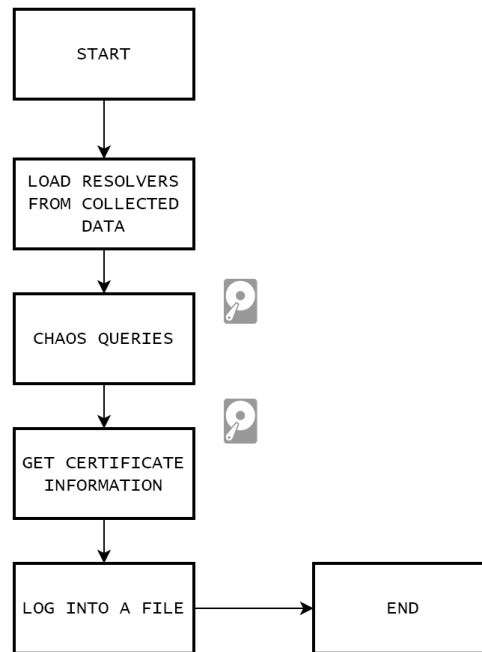 START
LOAD RESOLVERS
FROM COLLECTED
DATA
CHAOS QUERIES
GET CERTIFICATE
INFORMATION
LOG INTO A FILE
END